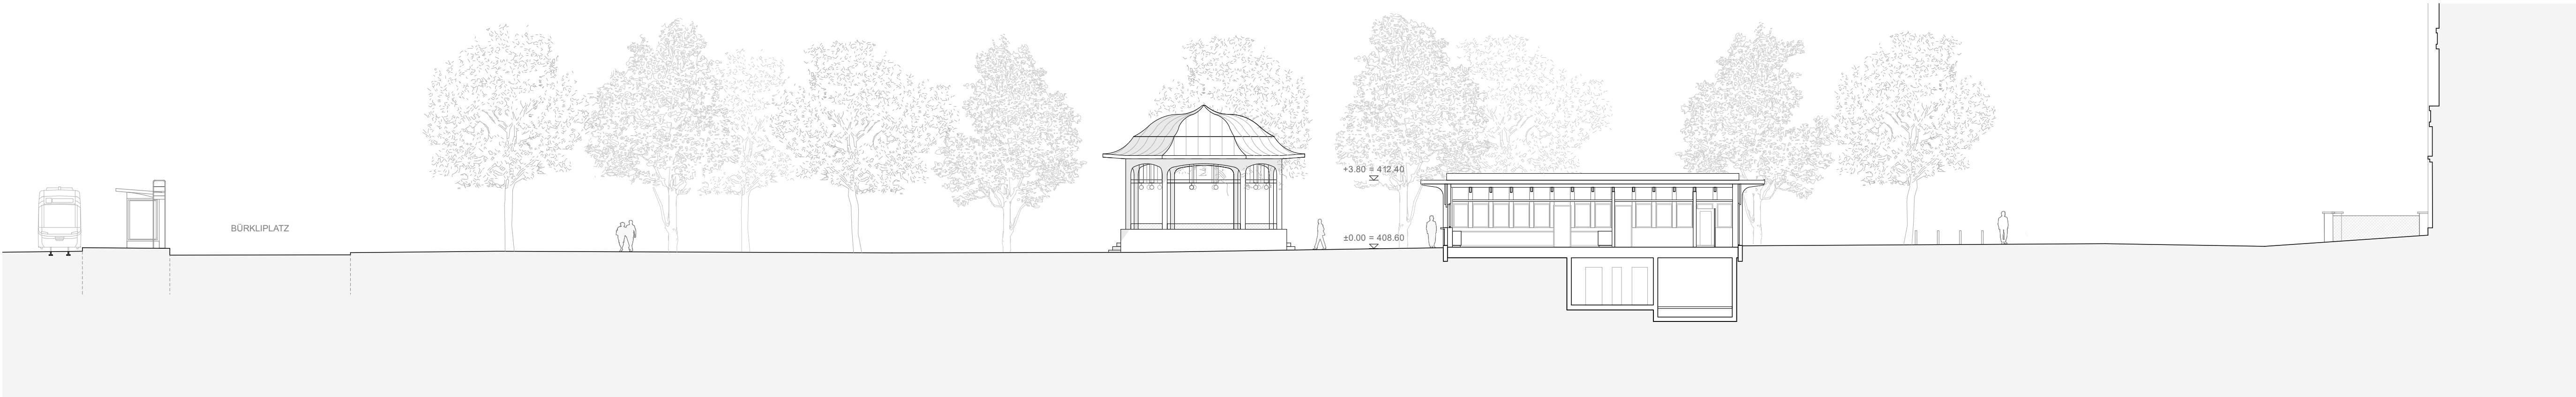 BÜRKLIPLATZ
+3.80 = 412.40
±0.00 = 408.60